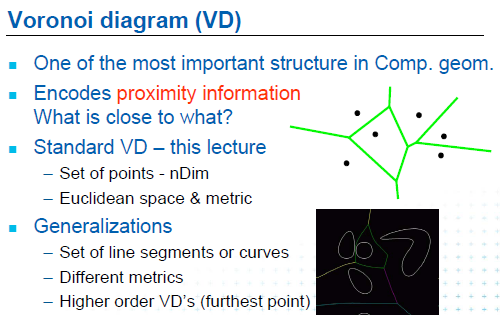 Voronoi diagram (VD)
One of the most important structure in Comp. geom.
Encodes proximity information
What is close to what?
Standard VD – this lecture
– Set of points - nDim
– Euclidean space & metric
Generalizations
– Set of line segments or curves
– Different metrics
– Higher order VD's (furthest point)